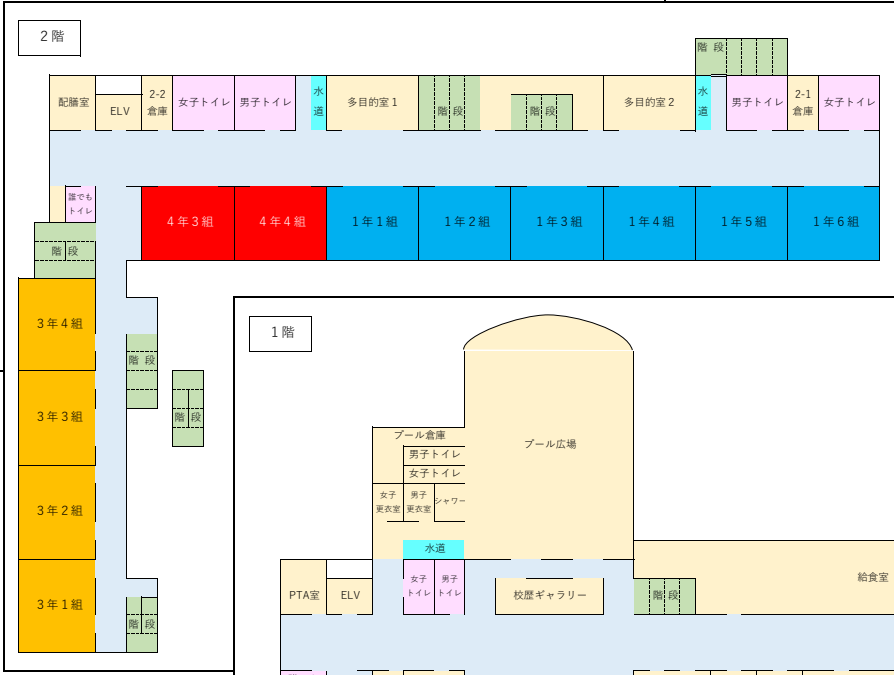 2階
階 段
配膳室
ELV
2-2
倉庫
女子トイレ
男子トイレ
水
道
多目的室1
階 段
階 段
多目的室2
水
道
男子トイレ
2-1
倉庫
女子トイレ
誰でも
トイレ
4年3組
4年4組
1年1組
1年2組
1年3組
1年4組
1年5組
1年6組
階 段
3年4組
階 段
3年3組
階 段
3年2組
3年1組
階 段
1階
プール倉庫
男子トイレ
女子トイレ
プール広場
女子
更衣室
男子
更衣室
シャワー
水道
PTA室
ELV
女子
トイレ
男子
トイレ
校歴ギャラリー
階 段
給食室